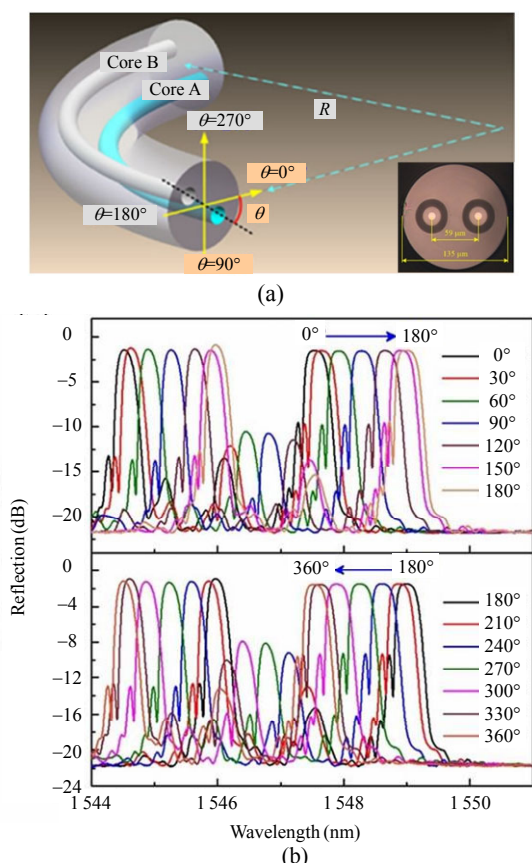 Core B
Core A
R
θ=270°
θ=0°
θ=180°
θ
θ=90°
59 μm
135 μm
(a)
0
0° 180°
−5
−10
−15
−20
0°
30°
60°
90°
120°
150°
180°
Reflection (dB)
0
360° 180°
−4
−8
−12
−16
−20
−24
180°
210°
240°
270°
300°
330°
360°
1 544 1 546 1 548 1 550
Wavelength (nm)
(b)